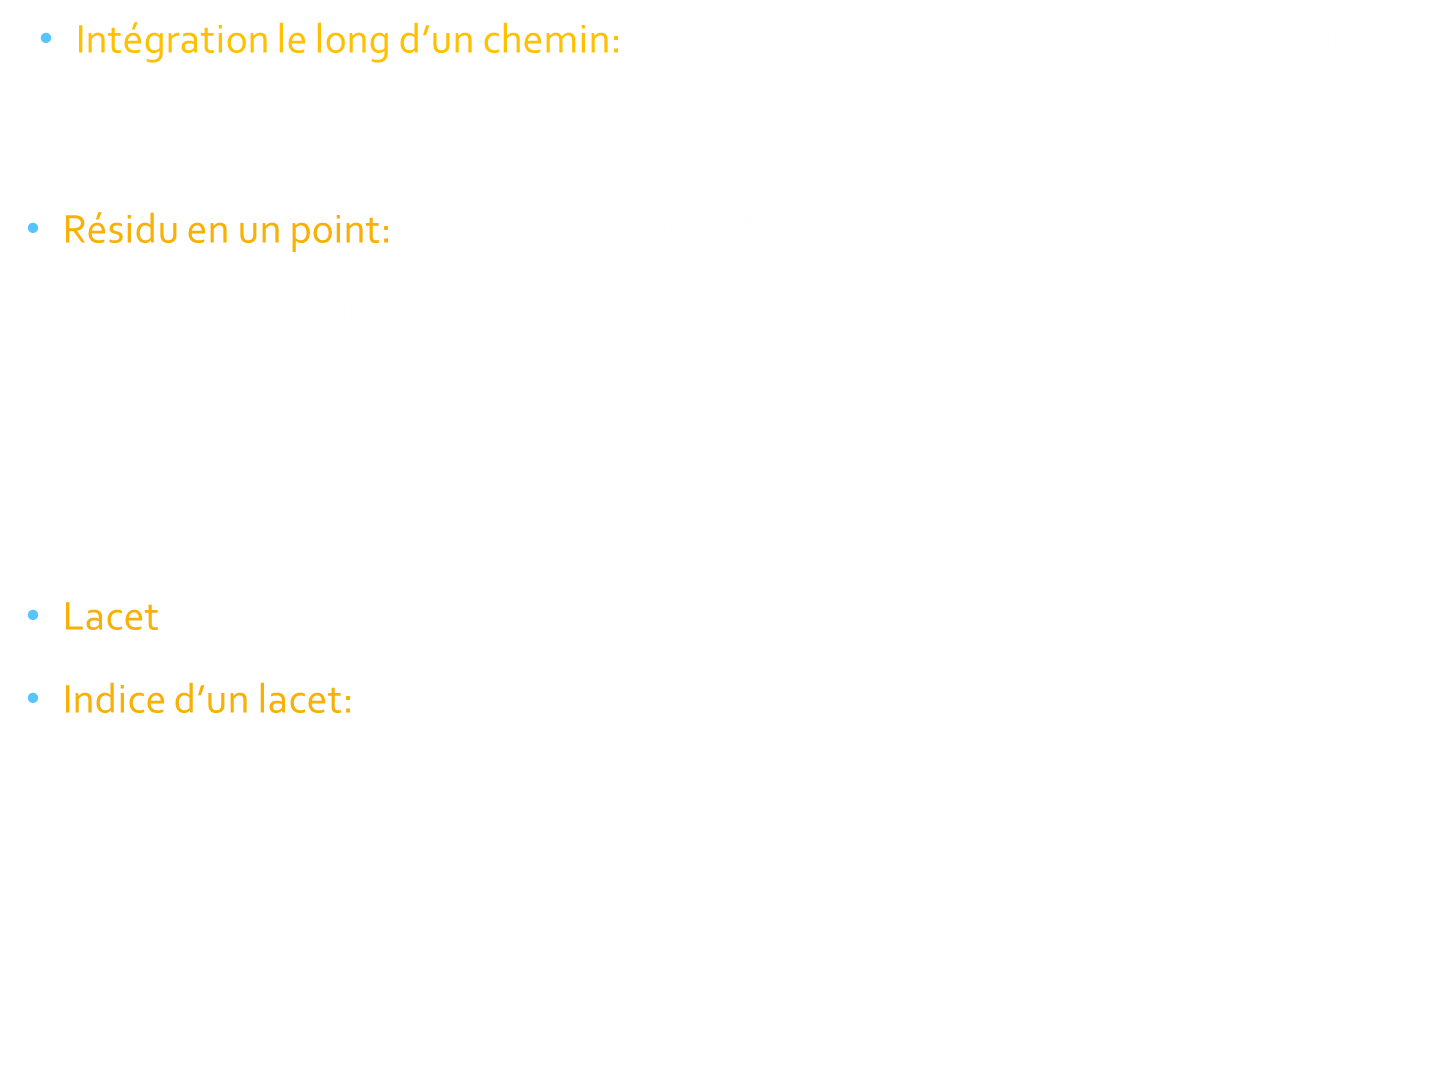 • Intégration le long d’un chemin:
• Résidu en un point:
• Lacet
• Indice d’un lacet: